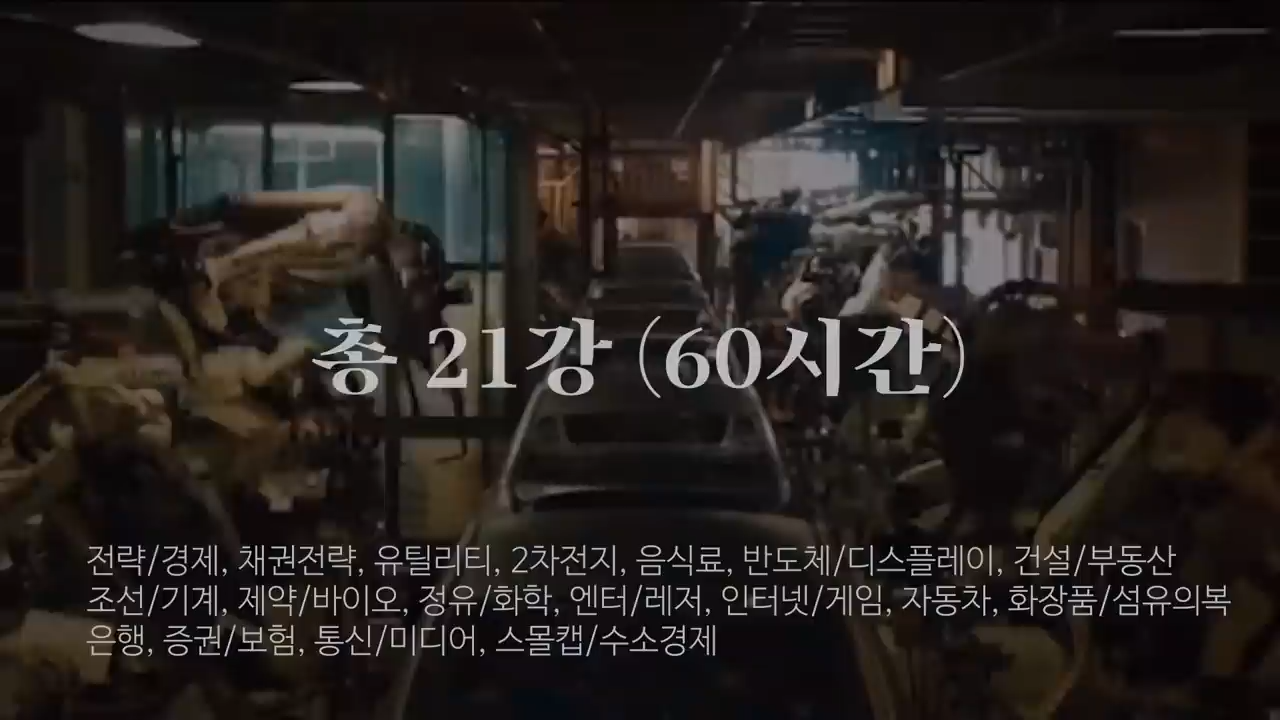 총 21강 (60시간)
전략/경제, 채권전략, 유틸리티, 2차전지, 음식료, 반도체/디스플레이, 건설/부동산
조선/기계, 제약/바이오, 정유/화학, 엔터/레저, 인터넷/게임, 자동차, 화장품/섬유의복
은행, 증권/보험, 통신/미디어, 스몰캡/수소경제